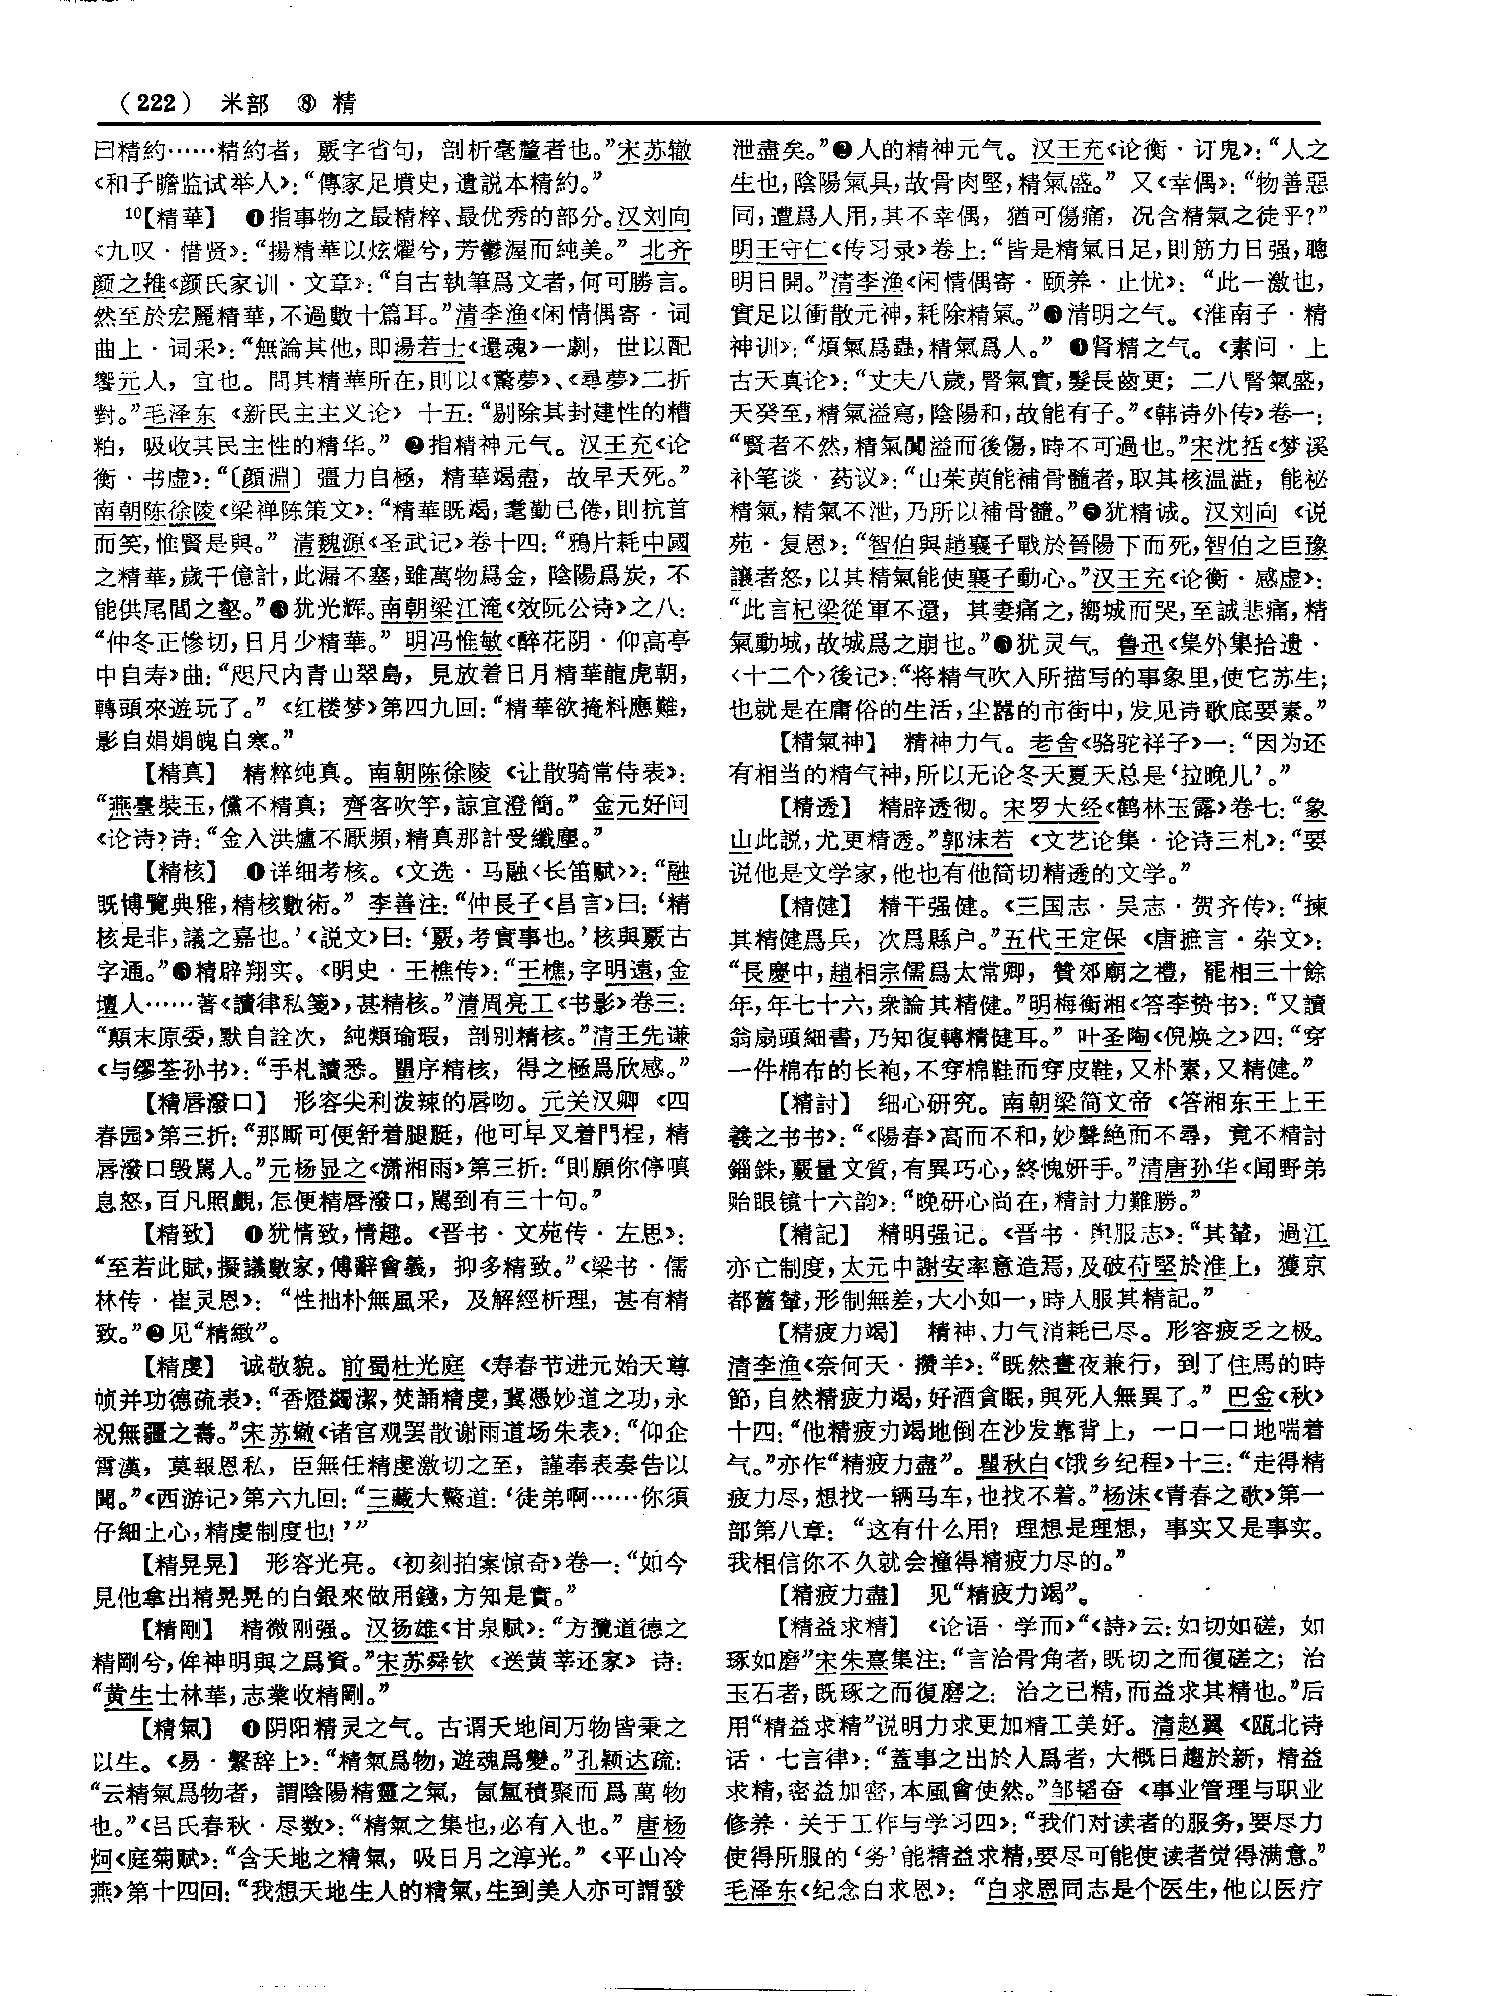 （222） 米部 ⑧ 精
曰精約……精約者，覈字省句，剖析毫釐者也。”宋苏辙
《和子瞻监试举人》：“傳家足墳史，遺説本精約。”
10【精華】 ❶指事物之最精粹、最优秀的部分。汉刘向
《九叹·惜贤》：“揚精華以炫燿兮，芳鬱渥而純美。” 北齐
颜之推《颜氏家训·文章》：“自古執筆爲文者，何可勝言。
然至於宏麗精華，不過數十篇耳。”清李渔《闲情偶寄·词
曲上·词采》：“無論其他，即湯若士《還魂》一劇，世以配
饗元人，宜也。問其精華所在，則以《驚夢》、《尋夢》二折
對。”毛泽东《新民主主义论》十五：“剔除其封建性的糟
粕，吸收其民主性的精华。” ❷指精神元气。汉王充《论
衡·书虚》：“〔顔淵〕彊力自極，精華竭盡，故早夭死。”
南朝陈徐陵《梁禅陈策文》：“精華既竭，耄勤已倦，則抗首
而笑，惟賢是與。” 清魏源《圣武记》卷十四：“鴉片耗中國
之精華，歲千億計，此漏不塞，雖萬物爲金，陰陽爲炭，不
能供尾閭之壑。”❸犹光辉。南朝梁江淹《效阮公诗》之八：
“仲冬正慘切，日月少精華。” 明冯惟敏《醉花阴·仰高亭
中自寿》曲：“咫尺内青山翠島，見放着日月精華龍虎朝，
轉頭來遊玩了。”《红楼梦》第四九回：“精華欲掩料應難，
影自娟娟魄自寒。”
【精真】 精粹纯真。南朝陈徐陵《让散骑常侍表》：
“燕臺裝玉，儻不精真；齊客吹竽，諒宜澄簡。” 金元好问
《论诗》诗：“金入洪爐不厭頻，精真那計受纖塵。”
【精核】 ❶详细考核。《文选·马融〈长笛赋〉》：“融
既博覽典雅，精核數術。” 李善注：“仲長子《昌言》曰：‘精
核是非，議之嘉也。’《説文》曰：‘覈，考實事也。’核與覈古
字通。”❷精辟翔实。《明史·王樵传》：“王樵，字明遠，金
壇人……著《讀律私箋》，甚精核。”清周亮工《书影》卷三：
“顛末原委，默自詮次，純纇瑜瑕，剖别精核。”清王先谦
《与缪荃孙书》：“手札讀悉。瞿序精核，得之極爲欣感。”
【精唇潑口】 形容尖利泼辣的唇吻。元关汉卿《四
春园》第三折：“那厮可便舒着腿脡，他可早叉着門桯，精
唇潑口毁駡人。”元杨显之《潇湘雨》第三折：“則願你停嗔
息怒，百凡照覷，怎便精唇潑口，駡到有三十句。”
【精致】 ❶犹情致，情趣。《晋书·文苑传·左思》：
“至若此賦，擬議數家，傅辭會義，抑多精致。”《梁书·儒
林传·崔灵恩》：“性拙朴無風采，及解經析理，甚有精
致。”❷见“精緻”。
【精虔】 诚敬貌。前蜀杜光庭《寿春节进元始天尊
帧并功德疏表》：“香燈蠲潔，焚誦精虔，冀憑妙道之功，永
祝無疆之壽。”宋苏辙《诸宫观罢散谢雨道场朱表》：“仰企
霄漢，莫報恩私，臣無任精虔激切之至，謹奉表奏告以
聞。”《西游记》第六九回：“三藏大驚道：‘徒弟啊……你須
仔細上心，精虔制度也！’”
【精晃晃】 形容光亮。《初刻拍案惊奇》卷一：“如今
見他拿出精晃晃的白銀來做用錢，方知是實。”
【精剛】 精微刚强。汉扬雄《甘泉赋》：“方攬道德之
精剛兮，侔神明與之爲資。”宋苏舜钦《送黄莘还家》诗：
“黄生士林華，志業收精剛。”
【精氣】 ❶阴阳精灵之气。古谓天地间万物皆秉之
以生。《易·繫辞上》：“精氣爲物，遊魂爲變。”孔颖达疏：
“云精氣爲物者，謂陰陽精靈之氣，氤氲積聚而爲萬物
也。”《吕氏春秋·尽数》：“精氣之集也，必有入也。” 唐杨
炯《庭菊赋》：“含天地之精氣，吸日月之淳光。”《平山冷
燕》第十四回：“我想天地生人的精氣，生到美人亦可謂發
泄盡矣。”❷人的精神元气。汉王充《论衡·订鬼》：“人之
生也，陰陽氣具，故骨肉堅，精氣盛。” 又《幸偶》：“物善惡
同，遭爲人用，其不幸偶，猶可傷痛，况含精氣之徒乎？”
明王守仁《传习录》卷上：“皆是精氣日足，則筋力日强，聰
明日開。”清李渔《闲情偶寄·颐养·止忧》：“此一激也，
實足以衝散元神，耗除精氣。”❸清明之气。《淮南子·精
神训》：“煩氣爲蟲，精氣爲人。” ❹肾精之气。《素问·上
古天真论》：“丈夫八歲，腎氣實，髮長齒更；二八腎氣盛，
天癸至，精氣溢寫，陰陽和，故能有子。”《韩诗外传》卷一：
“賢者不然，精氣闐溢而後傷，時不可過也。”宋沈括《梦溪
补笔谈·药议》：“山茱萸能補骨髓者，取其核温澁，能祕
精氣，精氣不泄，乃所以補骨髓。”❺犹精诚。汉刘向《说
苑·复恩》：“智伯與趙襄子戰於晉陽下而死，智伯之臣豫
讓者怒，以其精氣能使襄子動心。”汉王充《论衡·感虚》：
“此言杞梁從軍不還，其妻痛之，嚮城而哭，至誠悲痛，精
氣動城，故城爲之崩也。”❻犹灵气。鲁迅《集外集拾遗·
〈十二个〉後记》：“将精气吹入所描写的事象里，使它苏生；
也就是在庸俗的生活，尘嚣的市街中，发见诗歌底要素。”
【精氣神】 精神力气。老舍《骆驼祥子》一：“因为还
有相当的精气神，所以无论冬天夏天总是‘拉晚儿’。”
【精透】 精辟透彻。宋罗大经《鹤林玉露》卷七：“象
山此説，尤更精透。”郭沫若《文艺论集·论诗三札》：“要
说他是文学家，他也有他简切精透的文学。”
【精健】 精干强健。《三国志·吴志·贺齐传》：“揀
其精健爲兵，次爲縣户。”五代王定保《唐摭言·杂文》：
“長慶中，趙相宗儒爲太常卿，贊郊廟之禮，罷相三十餘
年，年七十六，衆論其精健。”明梅衡湘《答李贽书》：“又讀
翁扇頭細書，乃知復轉精健耳。” 叶圣陶《倪焕之》四：“穿
一件棉布的长袍，不穿棉鞋而穿皮鞋，又朴素，又精健。”
【精討】 细心研究。南朝梁简文帝《答湘东王上王
羲之书书》：“《陽春》高而不和，妙聲絶而不尋，竟不精討
錙銖，覈量文質，有異巧心，終愧妍手。”清唐孙华《闻野弟
贻眼镜十六韵》：“晚研心尚在，精討力難勝。”
【精記】 精明强记。《晋书·舆服志》：“其輦，過江
亦亡制度，太元中謝安率意造焉，及破苻堅於淮上，獲京
都舊輦，形制無差，大小如一，時人服其精記。”
【精疲力竭】 精神、力气消耗已尽。形容疲乏之极。
清李渔《奈何天·攒羊》：“既然晝夜兼行，到了住馬的時
節，自然精疲力竭，好酒貪眠，與死人無異了。” 巴金《秋》
十四：“他精疲力竭地倒在沙发靠背上，一口一口地喘着
气。”亦作“精疲力盡”。瞿秋白《饿乡纪程》十三：“走得精
疲力尽，想找一辆马车，也找不着。”杨沫《青春之歌》第一
部第八章：“这有什么用？理想是理想，事实又是事实。
我相信你不久就会撞得精疲力尽的。”
【精疲力盡】 见“精疲力竭”。
【精益求精】 《论语·学而》“《詩》云：如切如磋，如
琢如磨”宋朱熹集注：“言治骨角者，既切之而復磋之；治
玉石者，既琢之而復磨之：治之已精，而益求其精也。”后
用“精益求精”说明力求更加精工美好。清赵翼《瓯北诗
话·七言律》：“蓋事之出於人爲者，大概日趨於新，精益
求精，密益加密，本風會使然。”邹韬奋《事业管理与职业
修养·关于工作与学习四》：“我们对读者的服务，要尽力
使得所服的‘务’能精益求精，要尽可能使读者觉得满意。”
毛泽东《纪念白求恩》：“白求恩同志是个医生，他以医疗